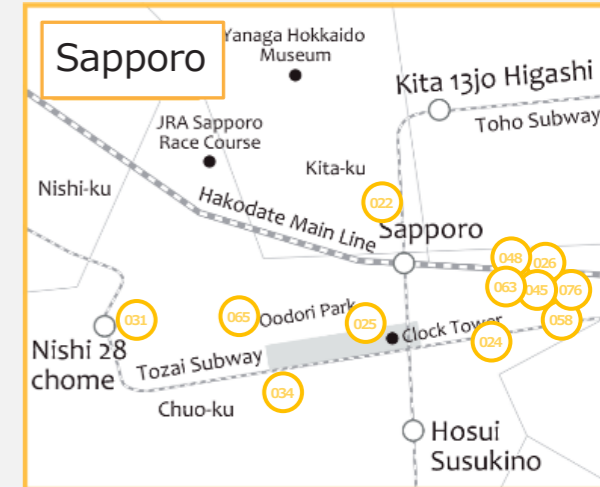 Sapporo
Yanaga Hokkaido
Museum
Kita 13jo Higashi
Toho Subway
JRA Sapporo
Race Course
Kita-ku
Nishi-ku
022
Hakodate Main Line
Sapporo
048
026
063
045
076
031
065
Oodori Park
025
Clock Tower
058
024
Nishi 28
chome
Tozai Subway
034
Chuo-ku
Hosui
Susukino